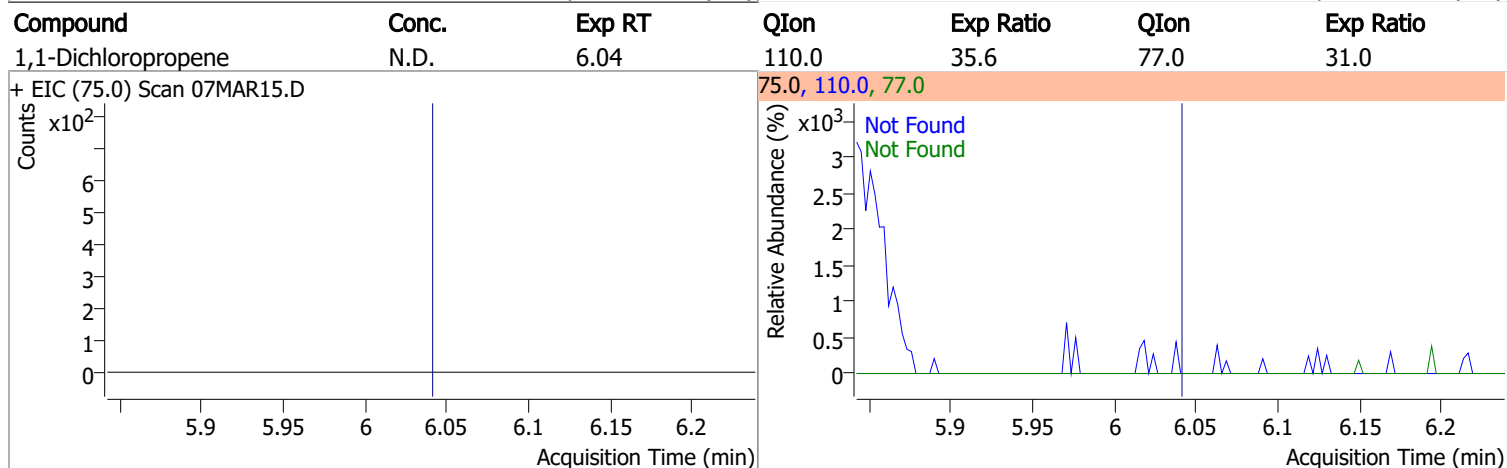 Compound Conc. Exp RT QIon Exp Ratio QIon Exp Ratio
1,1-Dichloropropene N.D. 6.04 110.0 35.6 77.0 31.0
+ EIC (75.0) Scan 07MAR15.D
Counts
x10²
6
5
4
3
2
1
0
5.9 5.95 6 6.05 6.1 6.15 6.2
Acquisition Time (min)
75.0, 110.0, 77.0
Relative Abundance (%)
x10³
Not Found
Not Found
3
2.5
2
1.5
1
0.5
0
5.9 5.95 6 6.05 6.1 6.15 6.2
Acquisition Time (min)